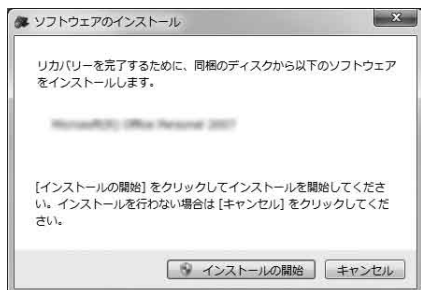 ソフトウェアのインストール
リカバリーを完了するために、同梱のディスクから以下のソフトウェア
をインストールします。
Microsoft(R) Office Personal 2007
[インストールの開始] をクリックしてインストールを開始してくださ
い。インストールを行わない場合は [キャンセル] をクリックしてくだ
さい。
インストールの開始
キャンセル